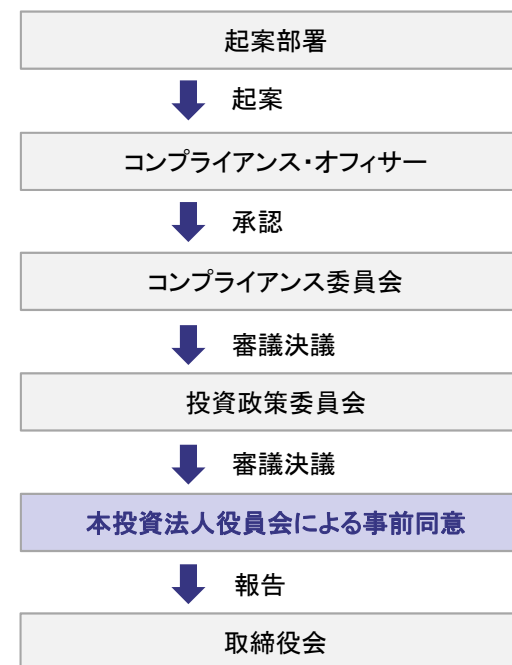 起案部署
起案
コンプライアンス・オフィサー
承認
コンプライアンス委員会
審議決議
投資政策委員会
審議決議
本投資法人役員会による事前同意
報告
取締役会